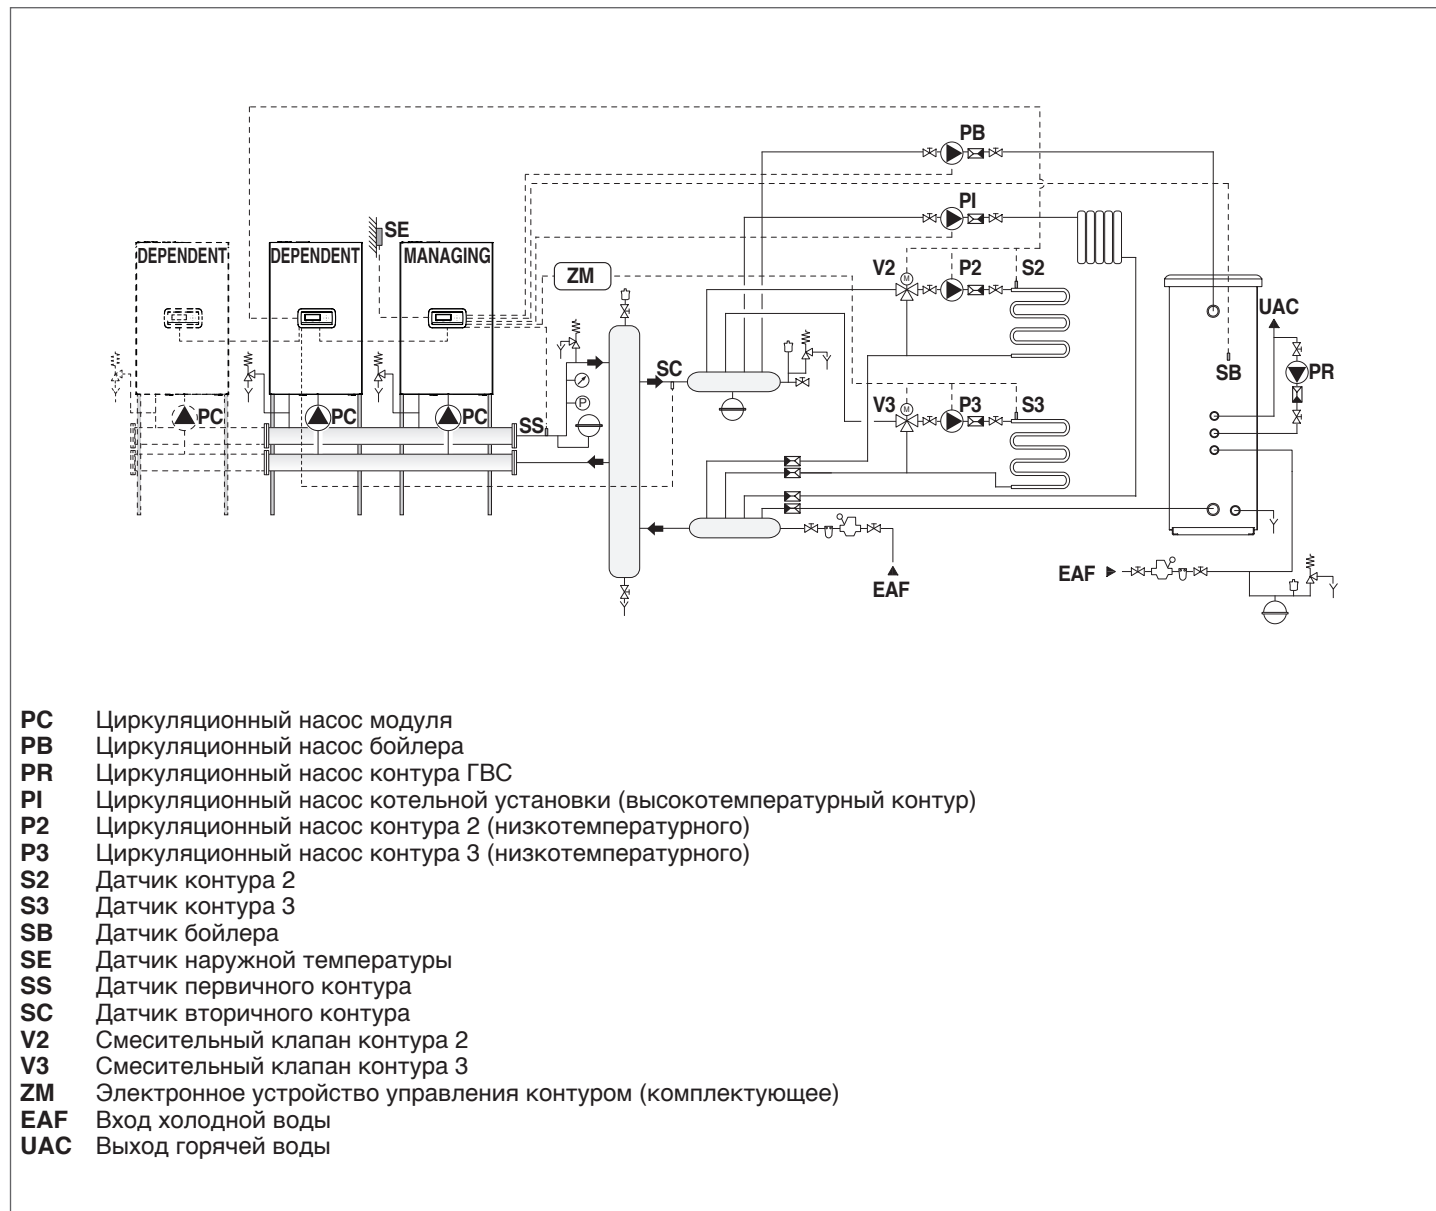 PB
PI
SE
DEPENDENT DEPENDENT MANAGING
ZM
V2 P2 S2
UAC
SC
SB PR
PC PC PC SS
V3 P3 S3
M
M
P
EAF
EAF
PC Циркуляционный насос модуля
PB Циркуляционный насос бойлера
PR Циркуляционный насос контура ГВС
PI Циркуляционный насос котельной установки (высокотемпературный контур)
P2 Циркуляционный насос контура 2 (низкотемпературного)
P3 Циркуляционный насос контура 3 (низкотемпературного)
S2 Датчик контура 2
S3 Датчик контура 3
SB Датчик бойлера
SE Датчик наружной температуры
SS Датчик первичного контура
SC Датчик вторичного контура
V2 Смесительный клапан контура 2
V3 Смесительный клапан контура 3
ZM Электронное устройство управления контуром (комплектующее)
EAF Вход холодной воды
UAC Выход горячей воды